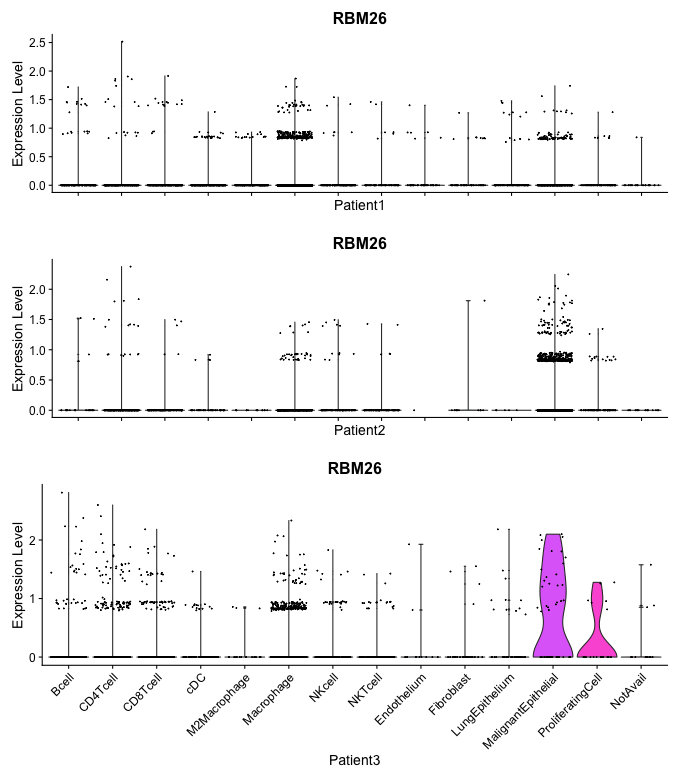 RBM26
Expression Level
2.5
2.0
1.5
1.0
0.5
0.0
Patient1
RBM26
Expression Level
2.0
1.5
1.0
0.5
0.0
Patient2
RBM26
Expression Level
2
1
0
Bcell
CD4Tcell
CD8Tcell
cDC
M2Macrophage
Macrophage
NKcell
NKTcell
Endothelium
Fibroblast
LungEpithelium
MalignantEpithelial
ProliferatingCell
NotAvail
Patient3